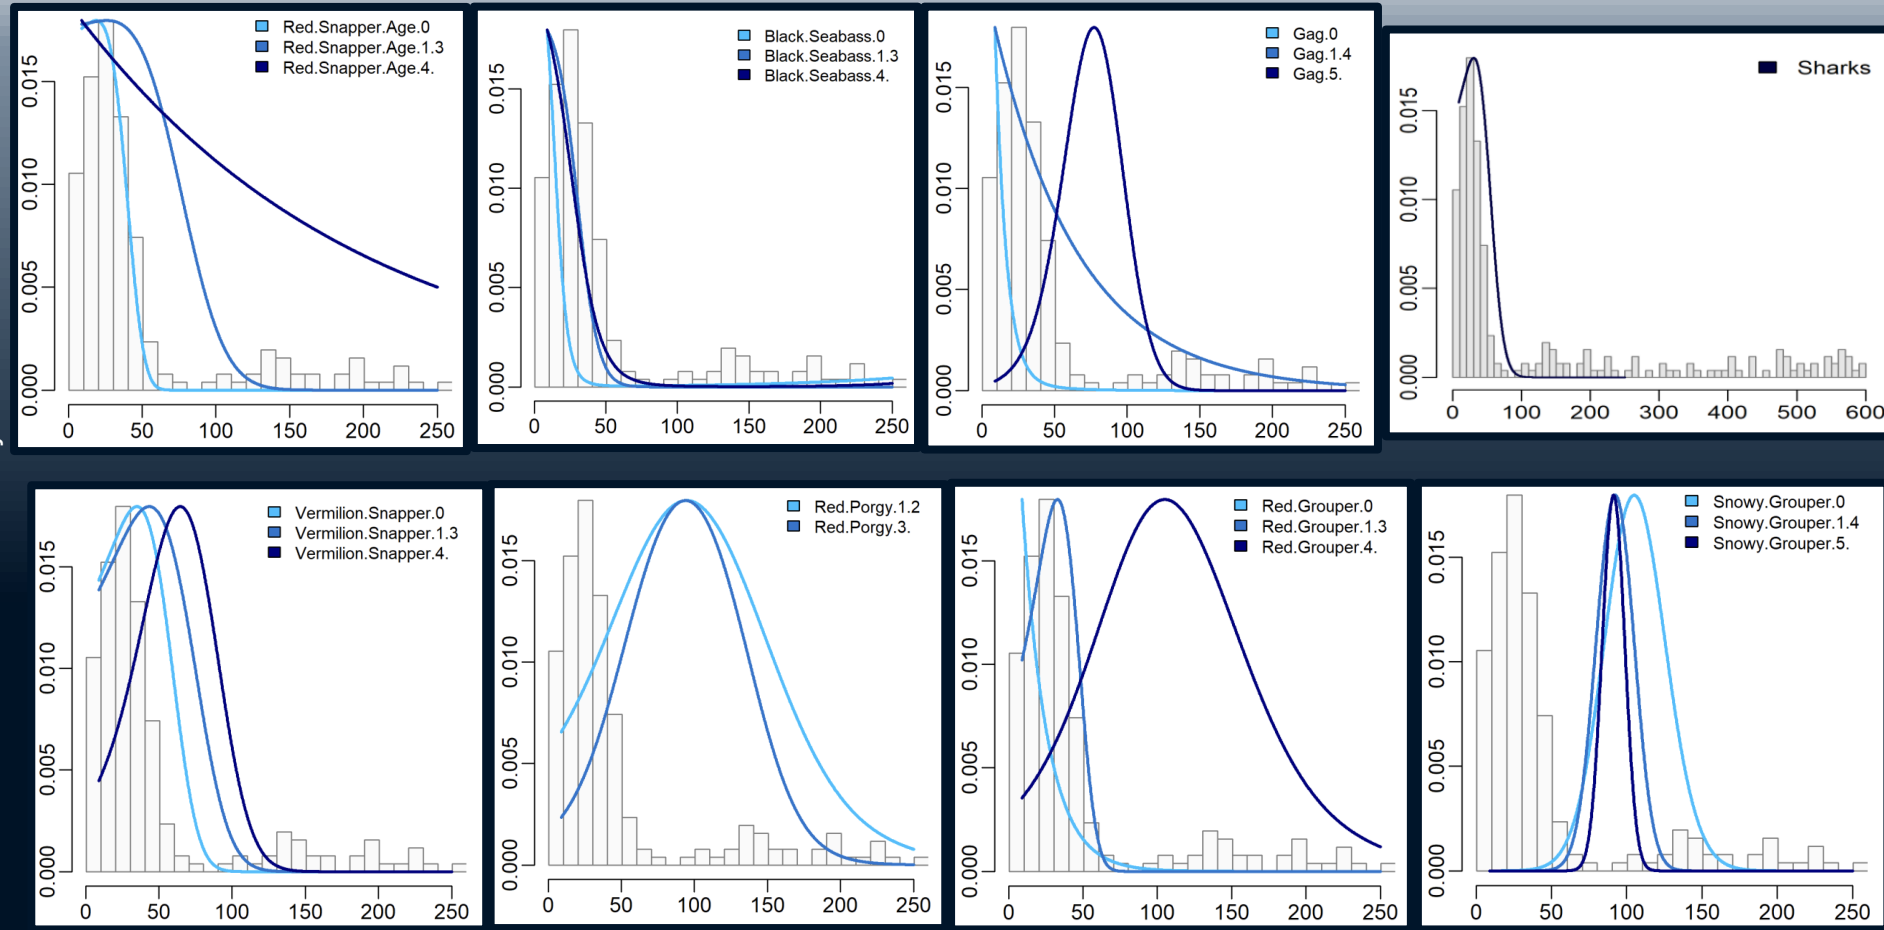 Red.Snapper.Age.0
Red.Snapper.Age.1.3
Red.Snapper.Age.4.
0.000 0.005 0.010 0.015
0 50 100 150 200 250
Black.Seabass.0
Black.Seabass.1.3
Black.Seabass.4.
0.000 0.005 0.010 0.015
0 50 100 150 200 250
Gag.0
Gag.1.4
Gag.5.
0.000 0.005 0.010 0.015
0 50 100 150 200 250
Sharks
0.000 0.005 0.010 0.015
0 100 200 300 400 500 600
Vermilion.Snapper.0
Vermilion.Snapper.1.3
Vermilion.Snapper.4.
0.000 0.005 0.010 0.015
0 50 100 150 200 250
Red.Porgy.1.2
Red.Porgy.3.
0.000 0.005 0.010 0.015
0 50 100 150 200 250
Red.Grouper.0
Red.Grouper.1.3
Red.Grouper.4.
0.000 0.005 0.010 0.015
0 50 100 150 200 250
Snowy.Grouper.0
Snowy.Grouper.1.4
Snowy.Grouper.5.
0.000 0.005 0.010 0.015
0 50 100 150 200 250